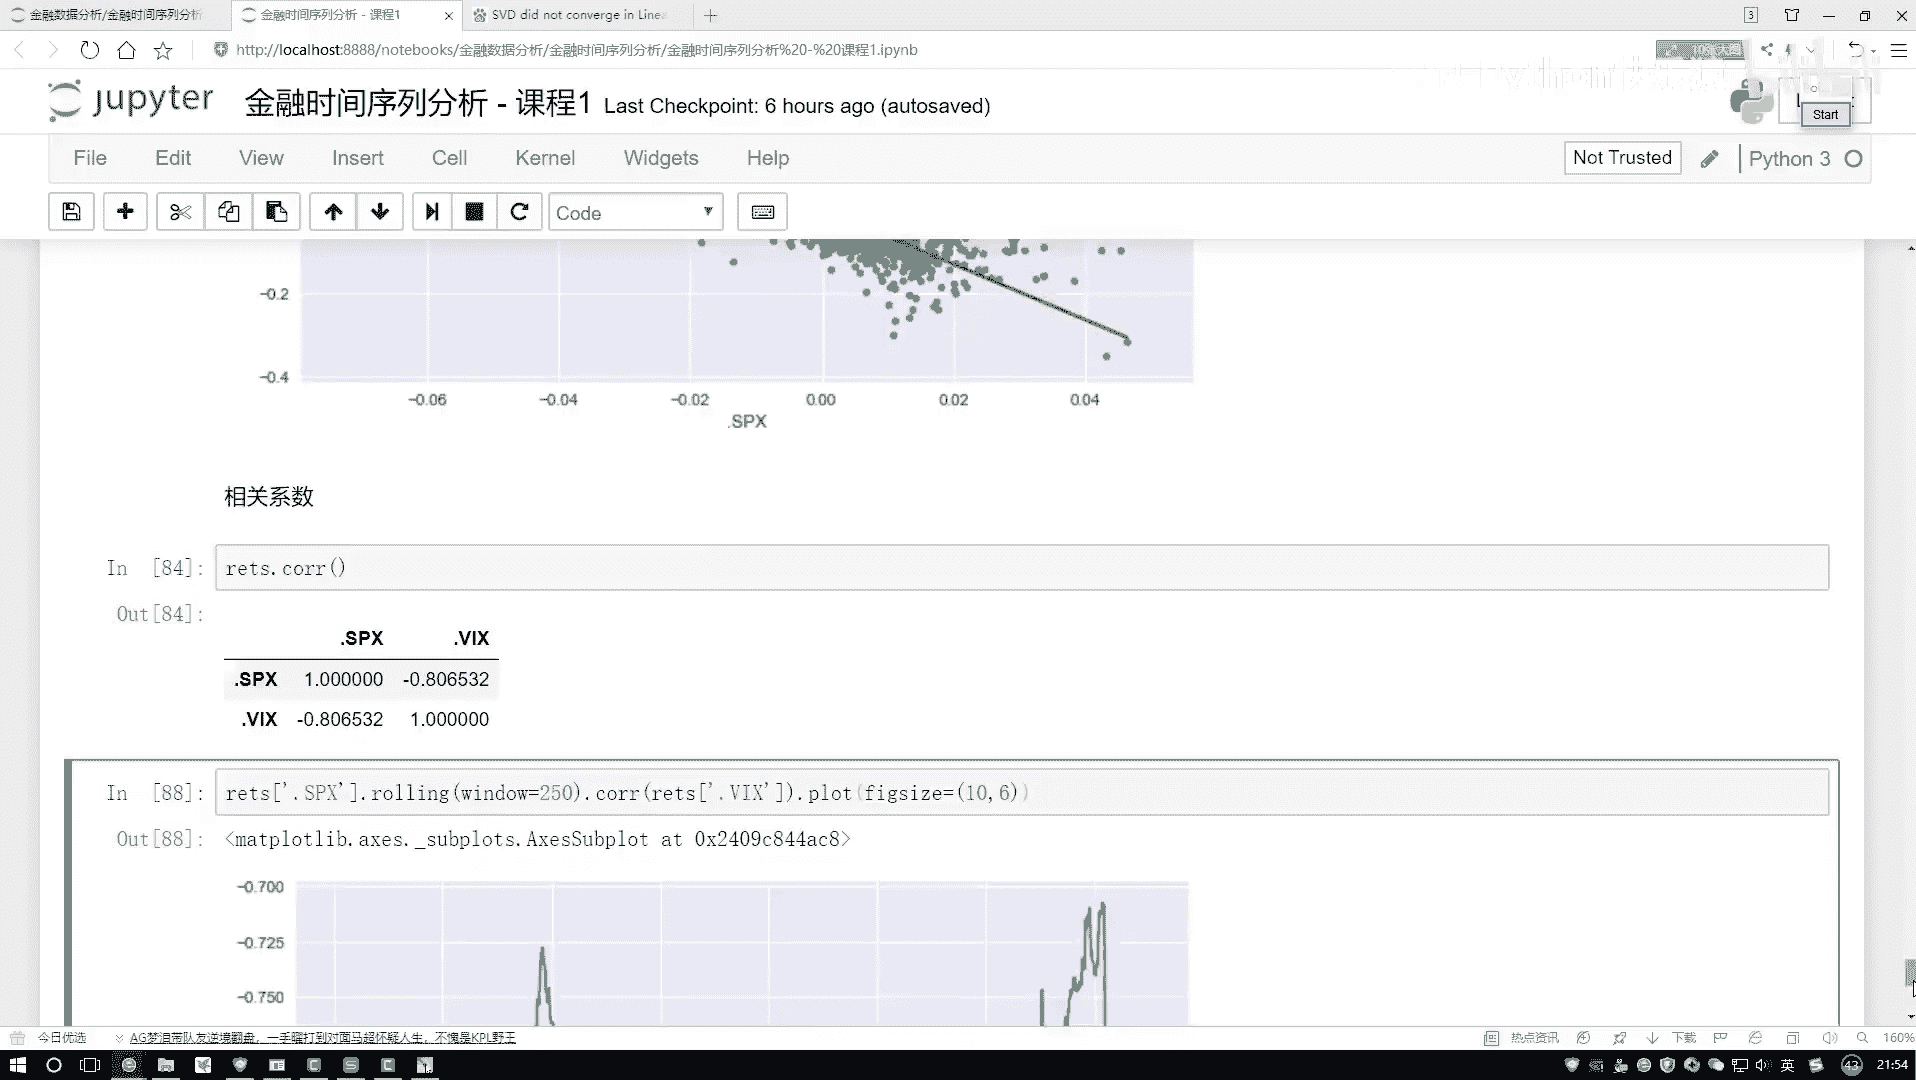 金融数据分析/金融时间序列分析
金融时间序列分析 - 课程1
SVD did not converge in Linea
3
http://localhost:8888/notebooks/金融数据分析/金融时间序列分析/金融时间序列分析%20-%20课程1.ipynb
jupyter 金融时间序列分析 - 课程1 Last Checkpoint: 6 hours ago (autosaved)
Start
File Edit View Insert Cell Kernel Widgets Help
Not Trusted
Python 3
Code
−0.2
−0.4
−0.06 −0.04 −0.02 0.00 0.02 0.04
.SPX
相关系数
In [84]: rets.corr()
Out[84]:
.SPX .VIX
.SPX 1.000000 -0.806532
.VIX -0.806532 1.000000
In [88]: rets['.SPX'].rolling(window=250).corr(rets['.VIX']).plot(figsize=(10,6))
Out[88]: <matplotlib.axes._subplots.AxesSubplot at 0x2409c844ac8>
−0.700
−0.725
−0.750
今日优选
AG梦泪带队友逆境翻盘，一手曜打到对面马超怀疑人生，不愧是KPL野王
热点资讯
下载
160%
英
43
21:54